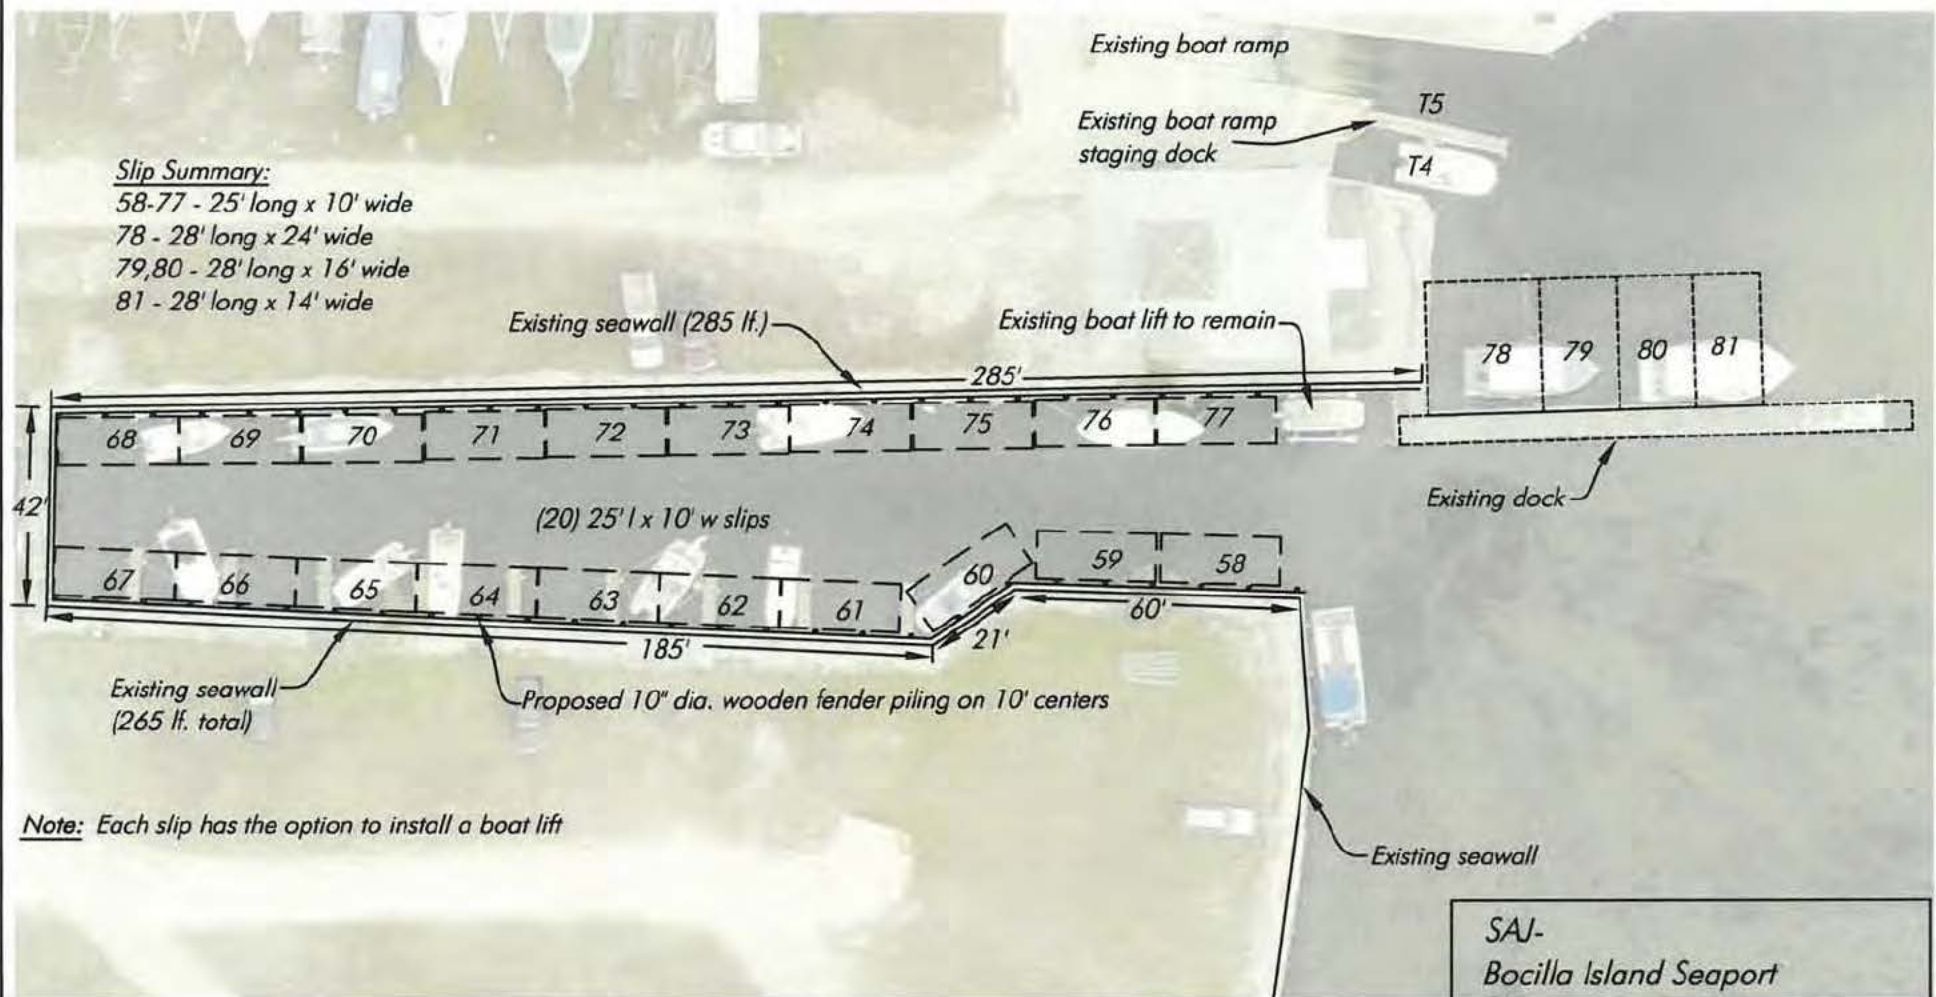 Existing boat ramp
T5
Existing boat ramp
staging dock
T4
Slip Summary:
58-77 - 25' long x 10' wide
78 - 28' long x 24' wide
79,80 - 28' long x 16' wide
81 - 28' long x 14' wide
Existing seawall (285 lf.)
Existing boat lift to remain
78
79
80
81
285'
68
69
70
71
72
73
74
75
76
77
42'
(20) 25' l x 10' w slips
Existing dock
67
66
65
64
63
62
61
60
59
58
185'
21'
60'
Existing seawall
(265 lf. total)
Proposed 10" dia. wooden fender piling on 10' centers
Note: Each slip has the option to install a boat lift
Existing seawall
SAJ-
Bocilla Island Seaport